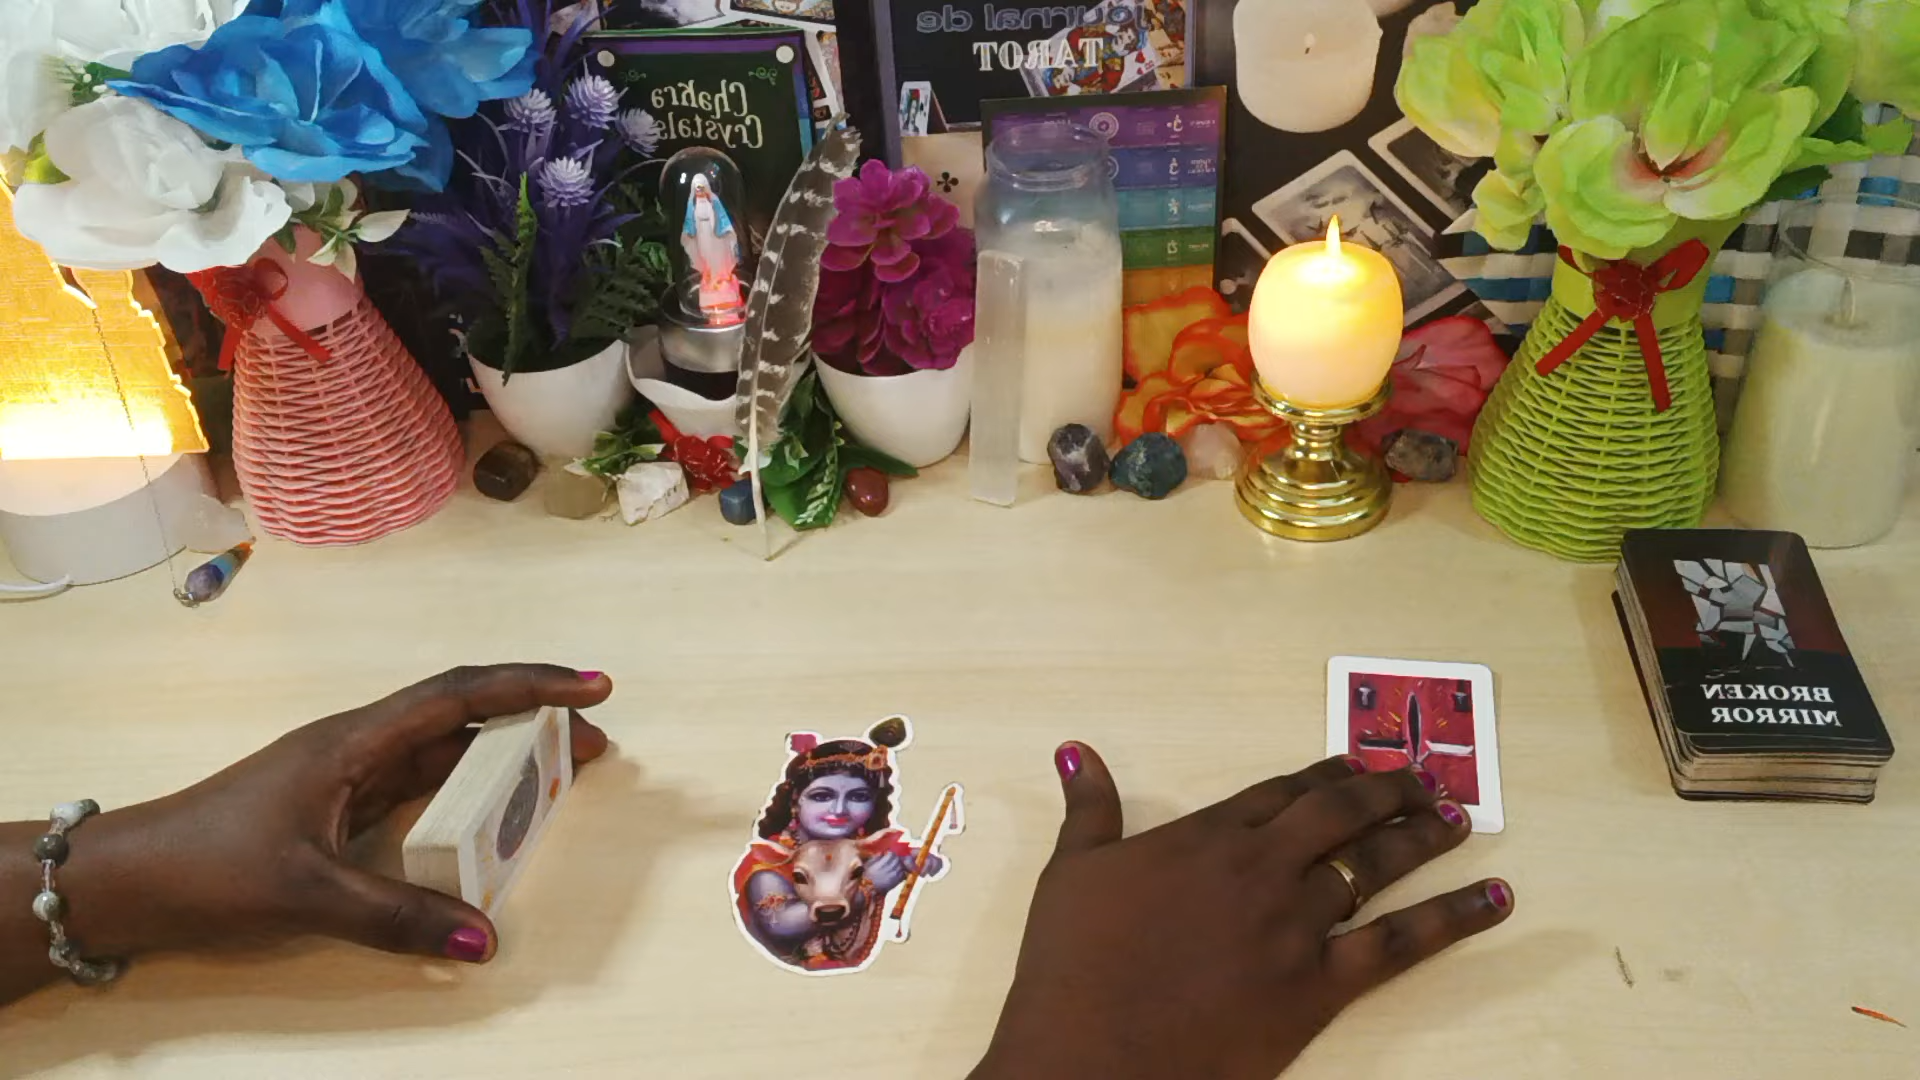 journal de
TAROT
Chakra
Crystals
BROKEN
MIRROR